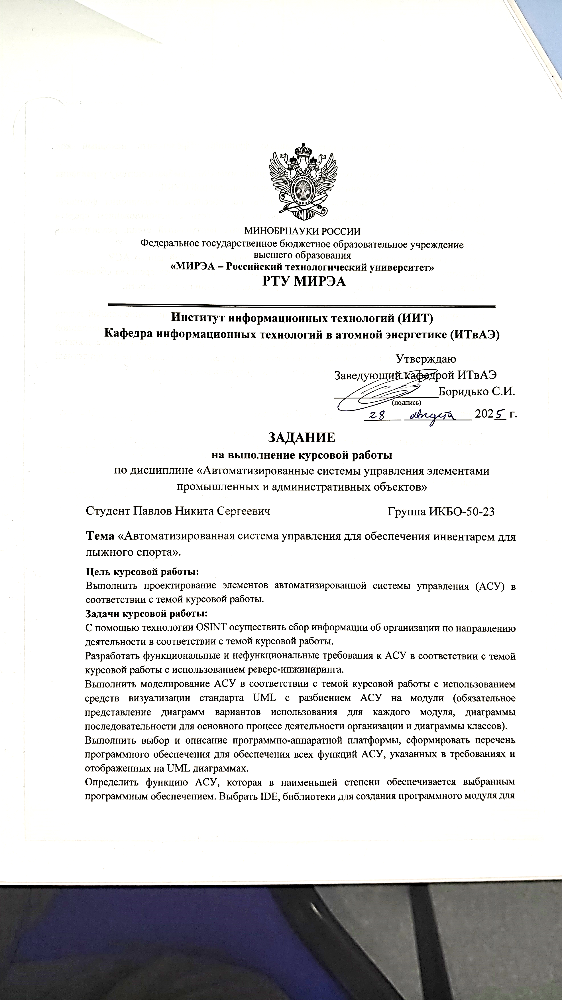 МИРЭА
МИНОБРНАУКИ РОССИИ
Федеральное государственное бюджетное образовательное учреждение
высшего образования
«МИРЭА – Российский технологический университет»
РТУ МИРЭА
Институт информационных технологий (ИИТ)
Кафедра информационных технологий в атомной энергетике (ИТвАЭ)
Утверждаю
Заведующий кафедрой ИТвАЭ
Боридько С.И.
(подпись)
28 августа 2025 г.
ЗАДАНИЕ
на выполнение курсовой работы
по дисциплине «Автоматизированные системы управления элементами
промышленных и административных объектов»
Студент Павлов Никита Сергеевич Группа ИКБО-50-23
Тема «Автоматизированная система управления для обеспечения инвентарем для
лыжного спорта».
Цель курсовой работы:
Выполнить проектирование элементов автоматизированной системы управления (АСУ) в
соответствии с темой курсовой работы.
Задачи курсовой работы:
С помощью технологии OSINT осуществить сбор информации об организации по направлению
деятельности в соответствии с темой курсовой работы.
Разработать функциональные и нефункциональные требования к АСУ в соответствии с темой
курсовой работы с использованием реверс-инжиниринга.
Выполнить моделирование АСУ в соответствии с темой курсовой работы с использованием
средств визуализации стандарта UML с разбиением АСУ на модули (обязательное
представление диаграмм вариантов использования для каждого модуля, диаграммы
последовательности для основного процесс деятельности организации и диаграммы классов).
Выполнить выбор и описание программно-аппаратной платформы, сформировать перечень
программного обеспечения для обеспечения всех функций АСУ, указанных в требованиях и
отображенных на UML диаграммах.
Определить функцию АСУ, которая в наименьшей степени обеспечивается выбранным
программным обеспечением. Выбрать IDE, библиотеки для создания программного модуля для